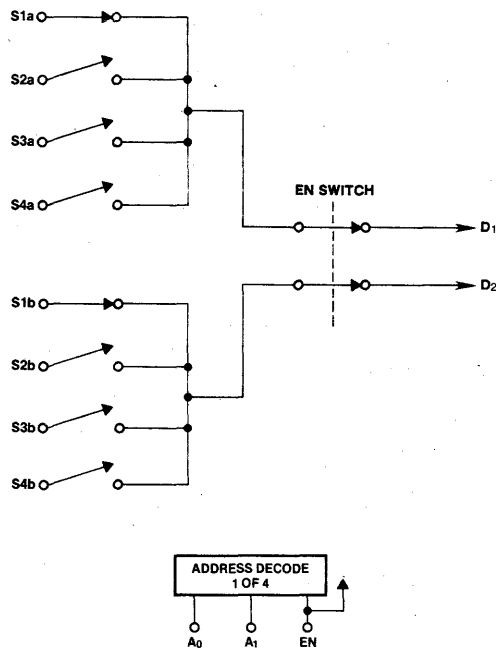 S1a
S2a
S3a
S4a
EN SWITCH
D1
D2
S1b
S2b
S3b
S4b
ADDRESS DECODE
1 OF 4
A0
A1
EN